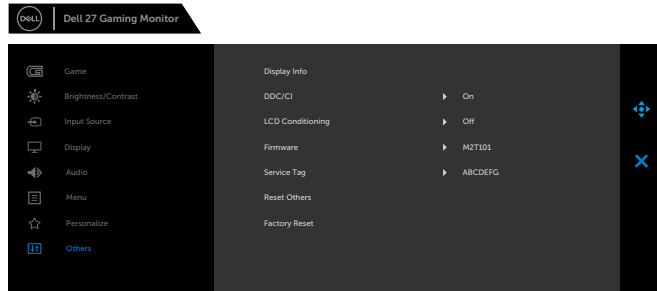 DELL
Dell 27 Gaming Monitor
Game
Brightness/Contrast
Input Source
Display
Audio
Menu
Personalize
Others
Display Info
DDC/CI On
LCD Conditioning Off
Firmware M2T101
Service Tag ABCDEFG
Reset Others
Factory Reset